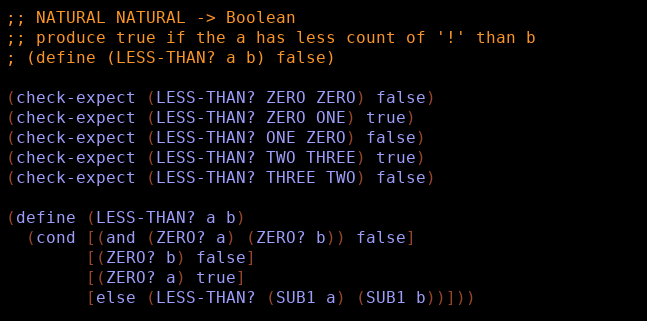 ;; NATURAL NATURAL -> Boolean
;; produce true if the a has less count of '!' than b
; (define (LESS-THAN? a b) false)

(check-expect (LESS-THAN? ZERO ZERO) false)
(check-expect (LESS-THAN? ZERO ONE) true)
(check-expect (LESS-THAN? ONE ZERO) false)
(check-expect (LESS-THAN? TWO THREE) true)
(check-expect (LESS-THAN? THREE TWO) false)

(define (LESS-THAN? a b)
  (cond [(and (ZERO? a) (ZERO? b)) false]
        [(ZERO? b) false]
        [(ZERO? a) true]
        [else (LESS-THAN? (SUB1 a) (SUB1 b))]))